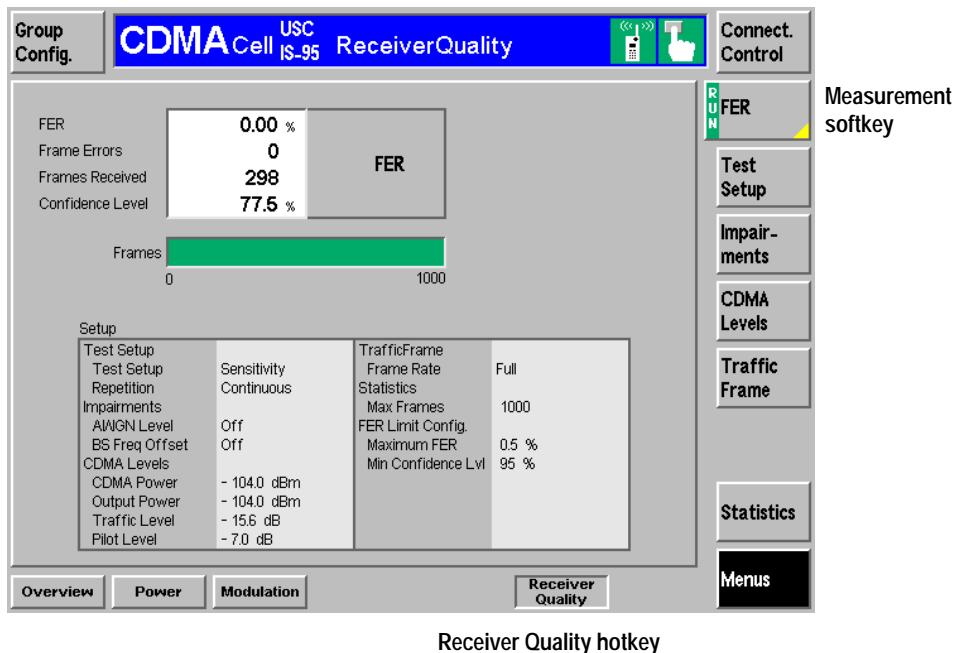 Group
Config.
CDMA Cell USC IS-95 ReceiverQuality
Connect.
Control
RUN
FER
Measurement
softkey
FER 0.00 %
Frame Errors 0
Frames Received 298
Confidence Level 77.5 %
FER
Test
Setup
Impair-
ments
Frames
0 1000
CDMA
Levels
Setup
Test Setup
Test Setup Sensitivity
Repetition Continuous
Impairments
AWGN Level Off
BS Freq Offset Off
CDMA Levels
CDMA Power - 104.0 dBm
Output Power - 104.0 dBm
Traffic Level - 15.6 dB
Pilot Level - 7.0 dB
TrafficFrame
Frame Rate Full
Statistics
Max Frames 1000
FER Limit Config.
Maximum FER 0.5 %
Min Confidence Lvl 95 %
Traffic
Frame
Statistics
Menus
Overview
Power
Modulation
Receiver
Quality
Receiver Quality hotkey